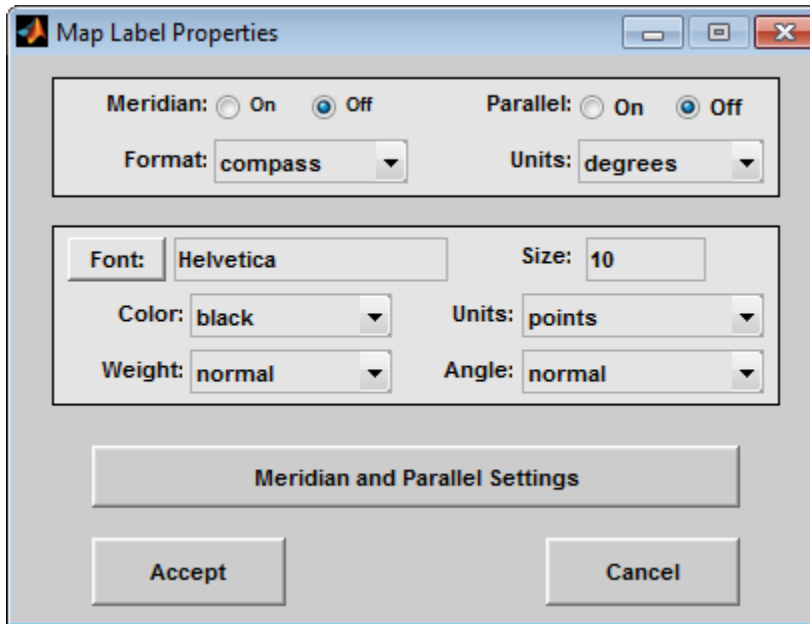 Map Label Properties
Meridian: On Off Parallel: On Off
Format: compass Units: degrees
Font: Helvetica Size: 10
Color: black Units: points
Weight: normal Angle: normal
Meridian and Parallel Settings
Accept Cancel